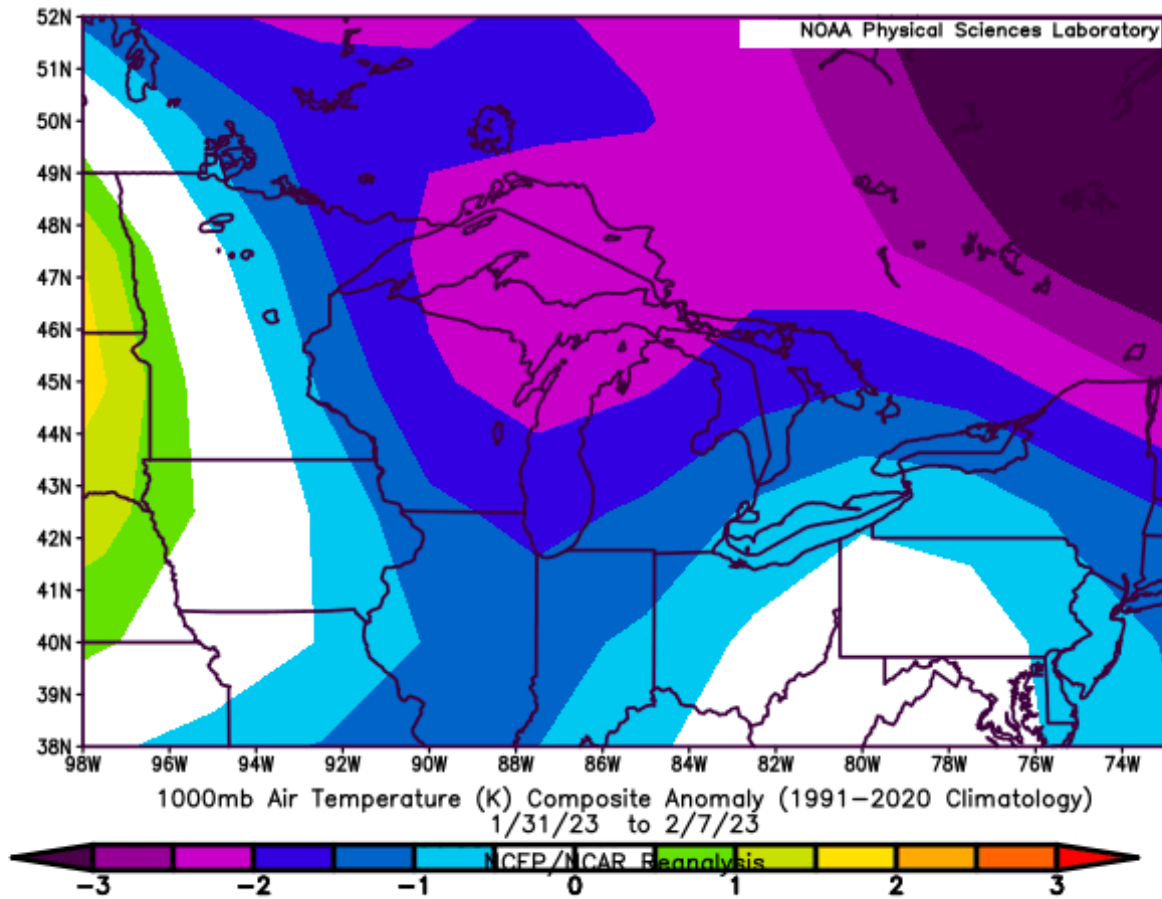 52N
NOAA Physical Sciences Laboratory
51N
50N
49N
48N
47N
46N
45N
44N
43N
42N
41N
40N
39N
38N
98W 96W 94W 92W 90W 88W 86W 84W 82W 80W 78W 76W 74W
1000mb Air Temperature (K) Composite Anomaly (1991-2020 Climatology)
1/31/23 to 2/7/23
NCEP/NCAR Reanalysis
-3 -2 -1 0 1 2 3